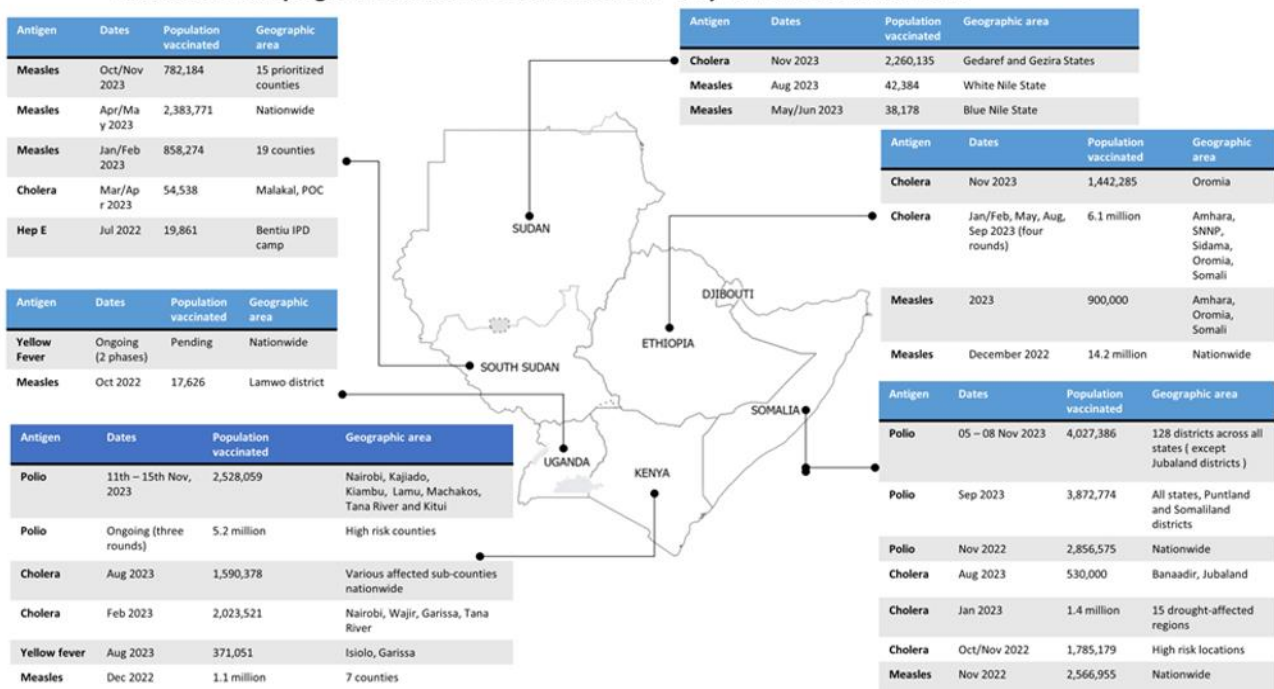 Antigen Dates Population vaccinated Geographic area
Measles Oct/Nov 2023 782,184 15 prioritized counties
Measles Apr/Ma y 2023 2,383,771 Nationwide
Measles Jan/Feb 2023 858,274 19 counties
Cholera Mar/Ap r 2023 54,538 Malakal, POC
Hep E Jul 2022 19,861 Bentiu IPD camp
Antigen Dates Population vaccinated Geographic area
Cholera Nov 2023 2,260,135 Gedaref and Gezira States
Measles Aug 2023 42,384 White Nile State
Measles May/Jun 2023 38,178 Blue Nile State
Antigen Dates Population vaccinated Geographic area
Cholera Nov 2023 1,442,285 Oromia
Cholera Jan/Feb, May, Aug, Sep 2023 (four rounds) 6.1 million Amhara, SNNP, Sidama, Oromia, Somali
Measles 2023 900,000 Amhara, Oromia, Somali
Measles December 2022 14.2 million Nationwide
SUDAN
DJIBOUTI
ETHIOPIA
SOUTH SUDAN
SOMALIA
UGANDA
KENYA
Antigen Dates Population vaccinated Geographic area
Yellow Fever Ongoing (2 phases) Pending Nationwide
Measles Oct 2022 17,626 Lamwo district
Antigen Dates Population vaccinated Geographic area
Polio 11th – 15th Nov, 2023 2,528,059 Nairobi, Kajiado, Kiambu, Lamu, Machakos, Tana River and Kitui
Polio Ongoing (three rounds) 5.2 million High risk counties
Cholera Aug 2023 1,590,378 Various affected sub-counties nationwide
Cholera Feb 2023 2,023,521 Nairobi, Wajir, Garissa, Tana River
Yellow fever Aug 2023 371,051 Isiolo, Garissa
Measles Dec 2022 1.1 million 7 counties
Antigen Dates Population vaccinated Geographic area
Polio 05 – 08 Nov 2023 4,027,386 128 districts across all states ( except Jubaland districts )
Polio Sep 2023 3,872,774 All states, Puntland and Somaliland districts
Polio Nov 2022 2,856,575 Nationwide
Cholera Aug 2023 530,000 Banaadir, Jubaland
Cholera Jan 2023 1.4 million 15 drought-affected regions
Cholera Oct/Nov 2022 1,785,179 High risk locations
Measles Nov 2022 2,566,955 Nationwide